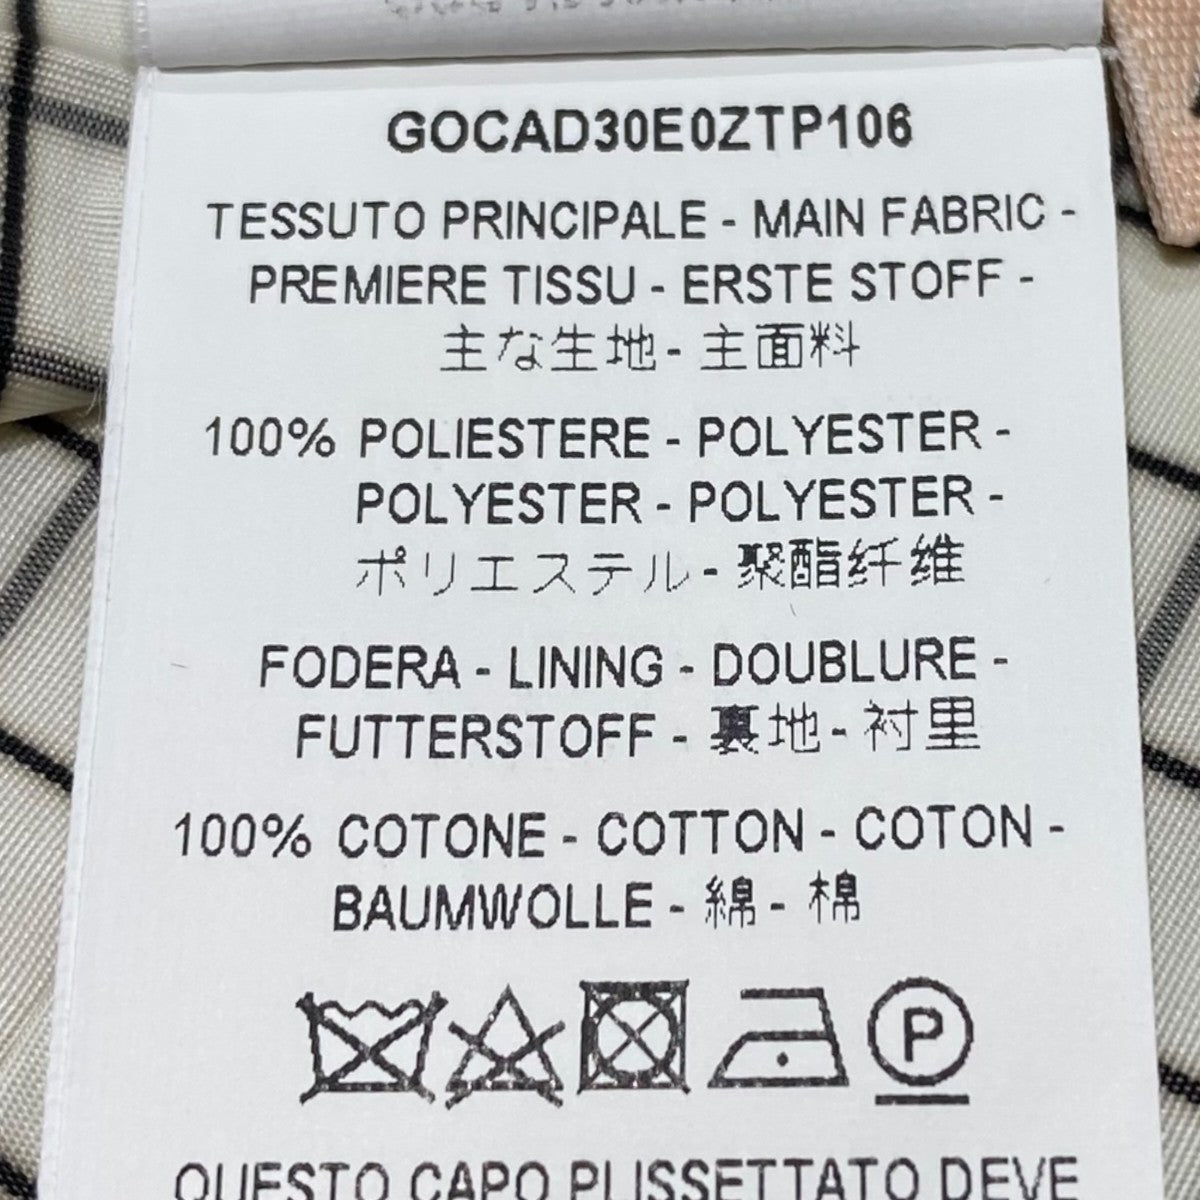 GOCAD30E0ZTP106
TESSUTO PRINCIPALE - MAIN FABRIC -
PREMIERE TISSU - ERSTE STOFF -
主な生地 - 主面料
100% POLIESTERE - POLYESTER -
POLYESTER - POLYESTER -
ポリエステル - 聚酯纤维
FODERA - LINING - DOUBLURE -
FUTTERSTOFF - 裏地 - 衬里
100% COTONE - COTTON - COTON -
BAUMWOLLE - 綿 - 棉
P
QUESTO CAPO PLISSETTATO DEVE